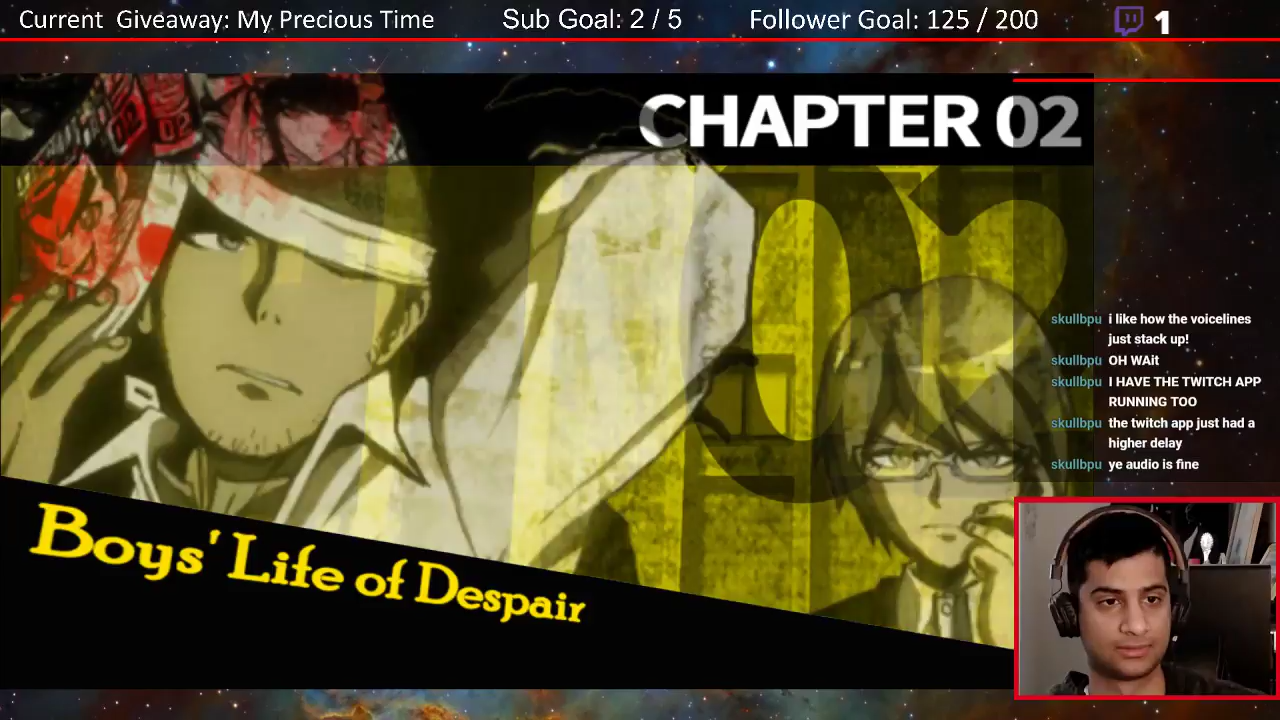 Current Giveaway: My Precious Time
Sub Goal: 2 / 5
Follower Goal: 125 / 200
1
CHAPTER 02
02
skullbpu i like how the voicelines
just stack up!
skullbpu OH WAit
skullbpu I HAVE THE TWITCH APP
RUNNING TOO
skullbpu the twitch app just had a
higher delay
skullbpu ye audio is fine
Boys' Life of Despair